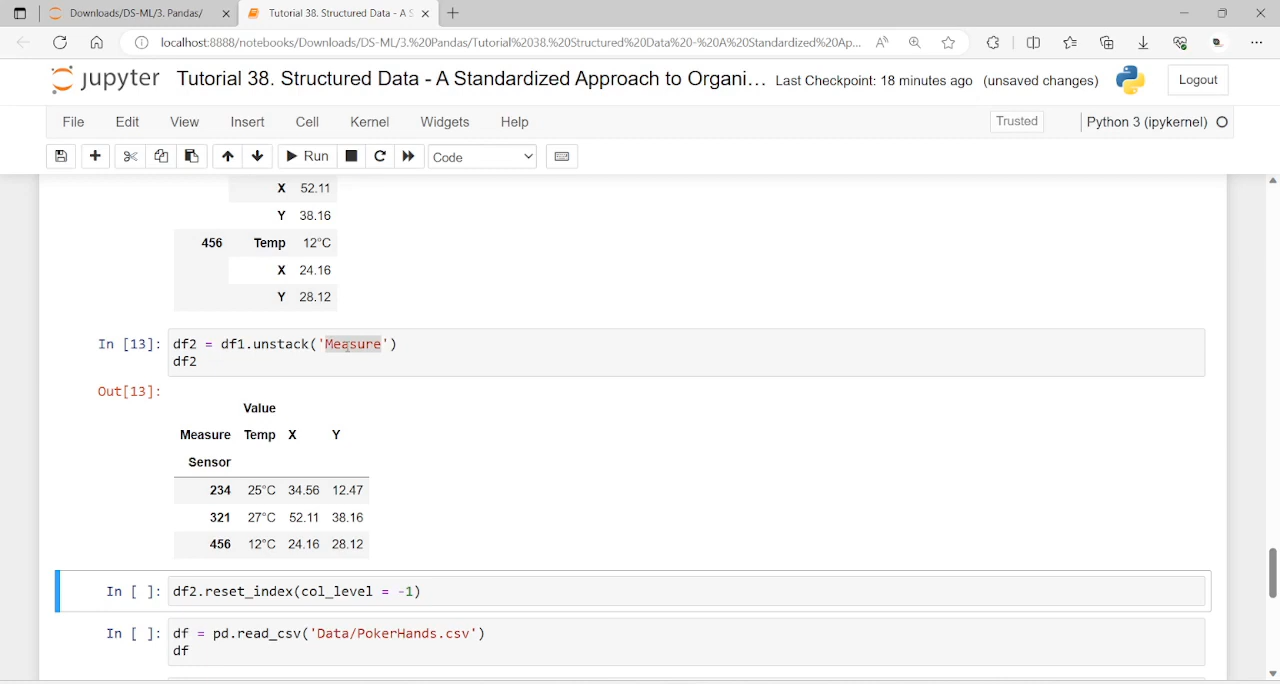 Downloads/DS-ML/3. Pandas/
Tutorial 38. Structured Data - A S
localhost:8888/notebooks/Downloads/DS-ML/3.%20Pandas/Tutorial%2038.%20Structured%20Data%20-%20A%20Standardized%20Ap...
jupyter Tutorial 38. Structured Data - A Standardized Approach to Organi... Last Checkpoint: 18 minutes ago (unsaved changes) Logout
File Edit View Insert Cell Kernel Widgets Help Trusted Python 3 (ipykernel)
Run Code
X 52.11
Y 38.16
456 Temp 12°C
X 24.16
Y 28.12
In [13]: df2 = df1.unstack('Measure')
df2
Out[13]:
Value
Measure Temp X Y
Sensor
234 25°C 34.56 12.47
321 27°C 52.11 38.16
456 12°C 24.16 28.12
In [ ]: df2.reset_index(col_level = -1)
In [ ]: df = pd.read_csv('Data/PokerHands.csv')
df